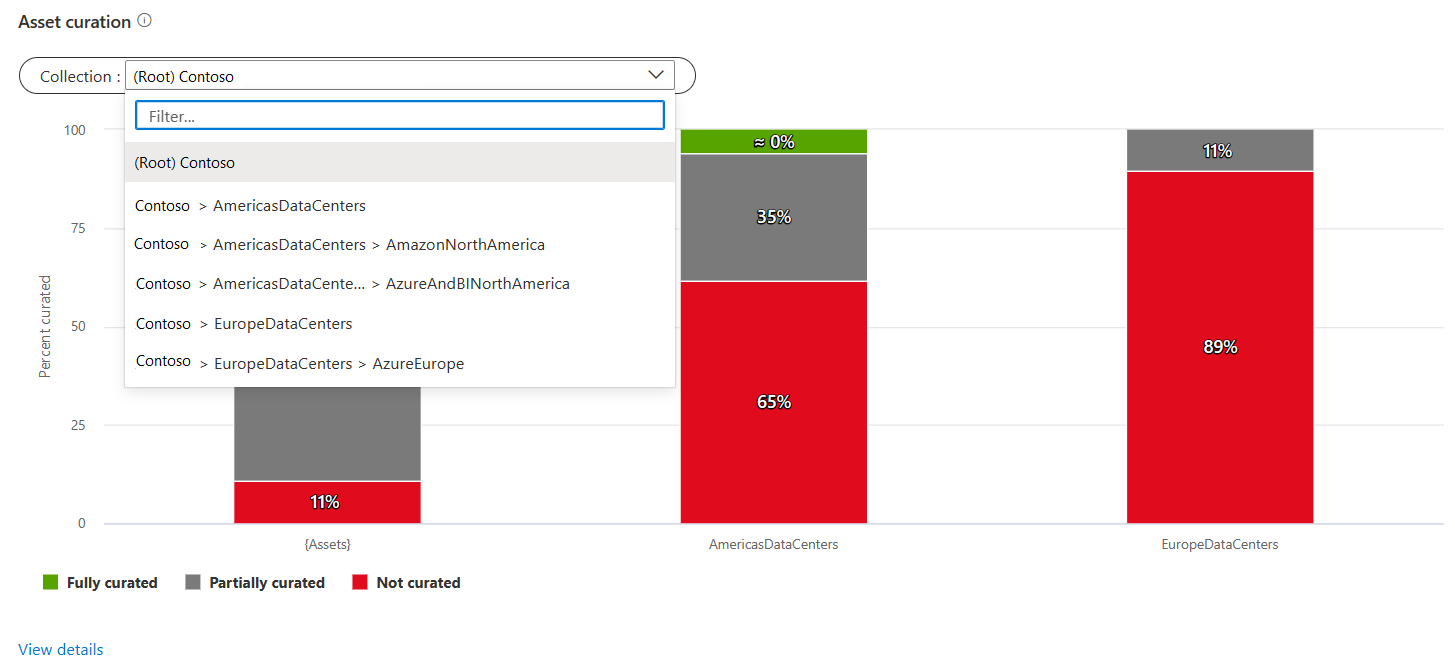 Asset curation
Collection : (Root) Contoso
Filter...
(Root) Contoso
Contoso > AmericasDataCenters
Contoso > AmericasDataCenters > AmazonNorthAmerica
Contoso > AmericasDataCente... > AzureAndBINorthAmerica
Contoso > EuropeDataCenters
Contoso > EuropeDataCenters > AzureEurope
Percent curated
100
75
50
25
0
11%
≈ 0%
35%
65%
11%
89%
{Assets}
AmericasDataCenters
EuropeDataCenters
Fully curated
Partially curated
Not curated
View details